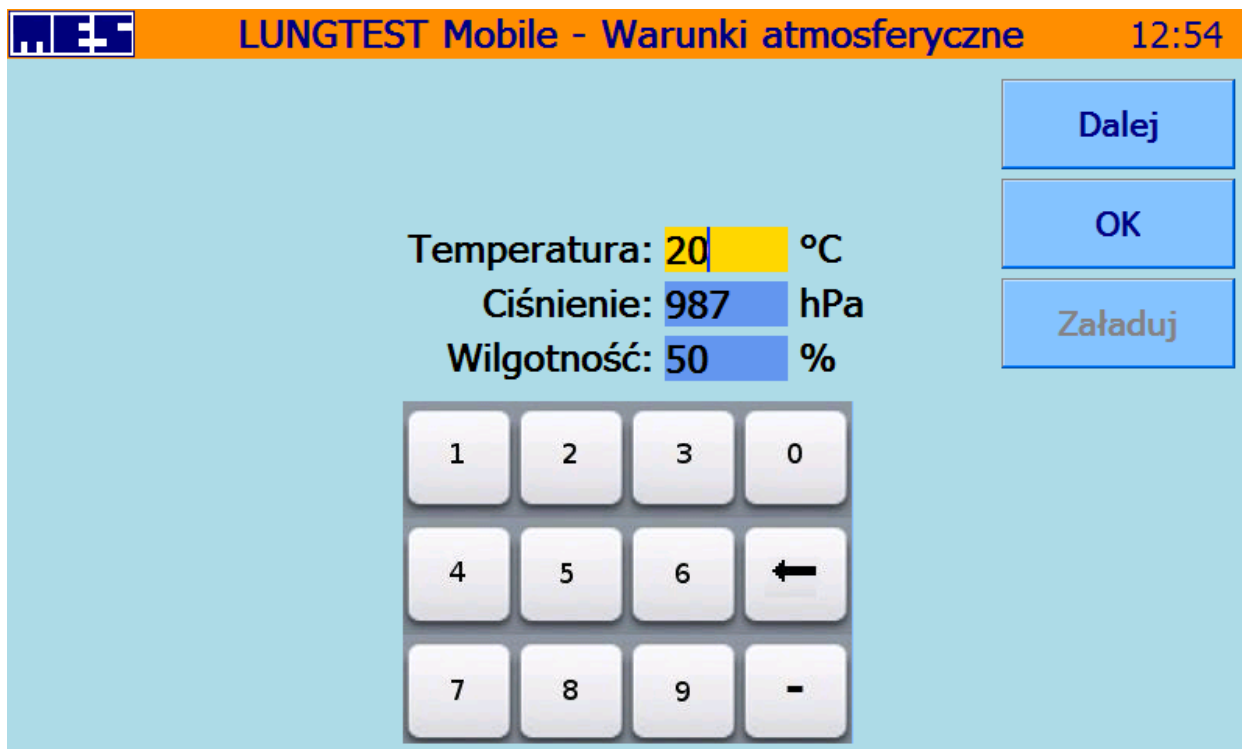 MES LUNGTEST Mobile - Warunki atmosferyczne 12:54
Dalej
OK
Załaduj
Temperatura: 20 °C
Ciśnienie: 987 hPa
Wilgotność: 50 %
1 2 3 0
4 5 6 ←
7 8 9 -